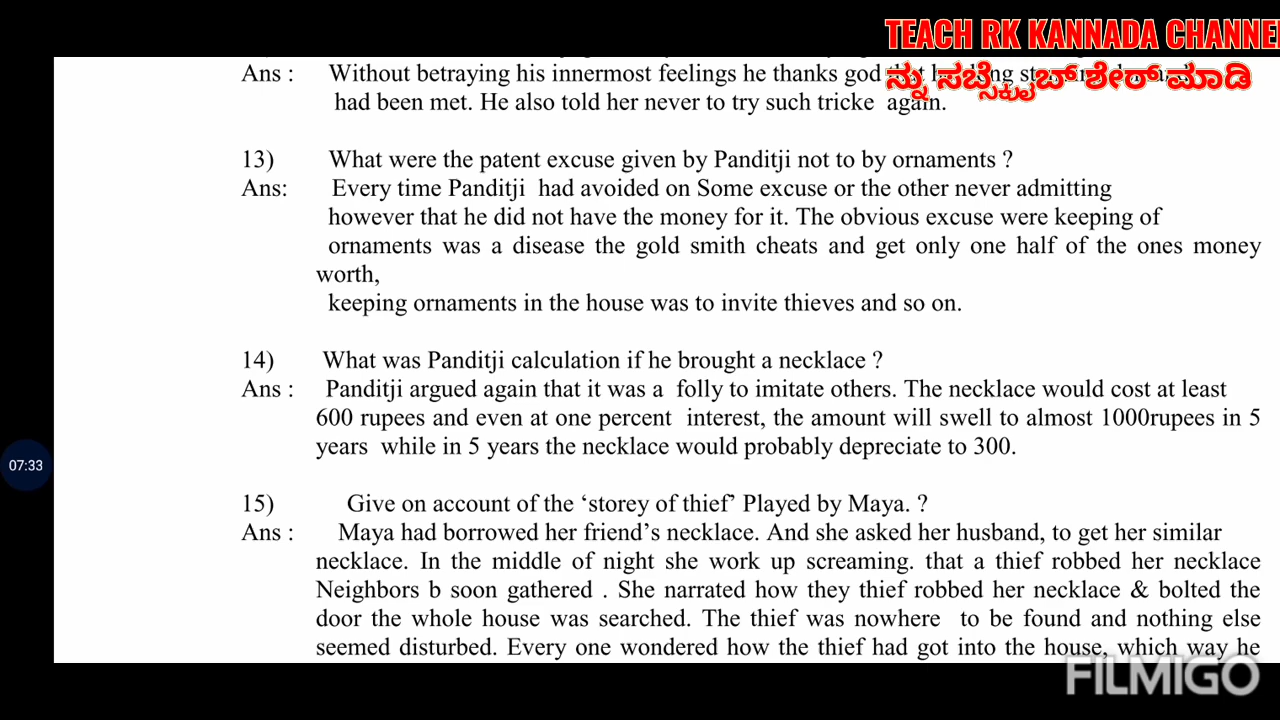 TEACH RK KANNADA CHANNEL
ನ್ನು ಸಬ್ಸ್ಕ್ರೈಬ್ ಶೇರ್ ಮಾಡಿ
Ans : Without betraying his innermost feelings he thanks god
had been met. He also told her never to try such tricke again.
13) What were the patent excuse given by Panditji not to by ornaments ?
Ans: Every time Panditji had avoided on Some excuse or the other never admitting
however that he did not have the money for it. The obvious excuse were keeping of
ornaments was a disease the gold smith cheats and get only one half of the ones money
worth,
keeping ornaments in the house was to invite thieves and so on.
14) What was Panditji calculation if he brought a necklace ?
Ans : Panditji argued again that it was a folly to imitate others. The necklace would cost at least
600 rupees and even at one percent interest, the amount will swell to almost 1000rupees in 5
years while in 5 years the necklace would probably depreciate to 300.
07:33
15) Give on account of the ‘storey of thief’ Played by Maya. ?
Ans : Maya had borrowed her friend’s necklace. And she asked her husband, to get her similar
necklace. In the middle of night she work up screaming. that a thief robbed her necklace
Neighbors b soon gathered . She narrated how they thief robbed her necklace & bolted the
door the whole house was searched. The thief was nowhere to be found and nothing else
seemed disturbed. Every one wondered how the thief had got into the house, which way he
FILMIGO